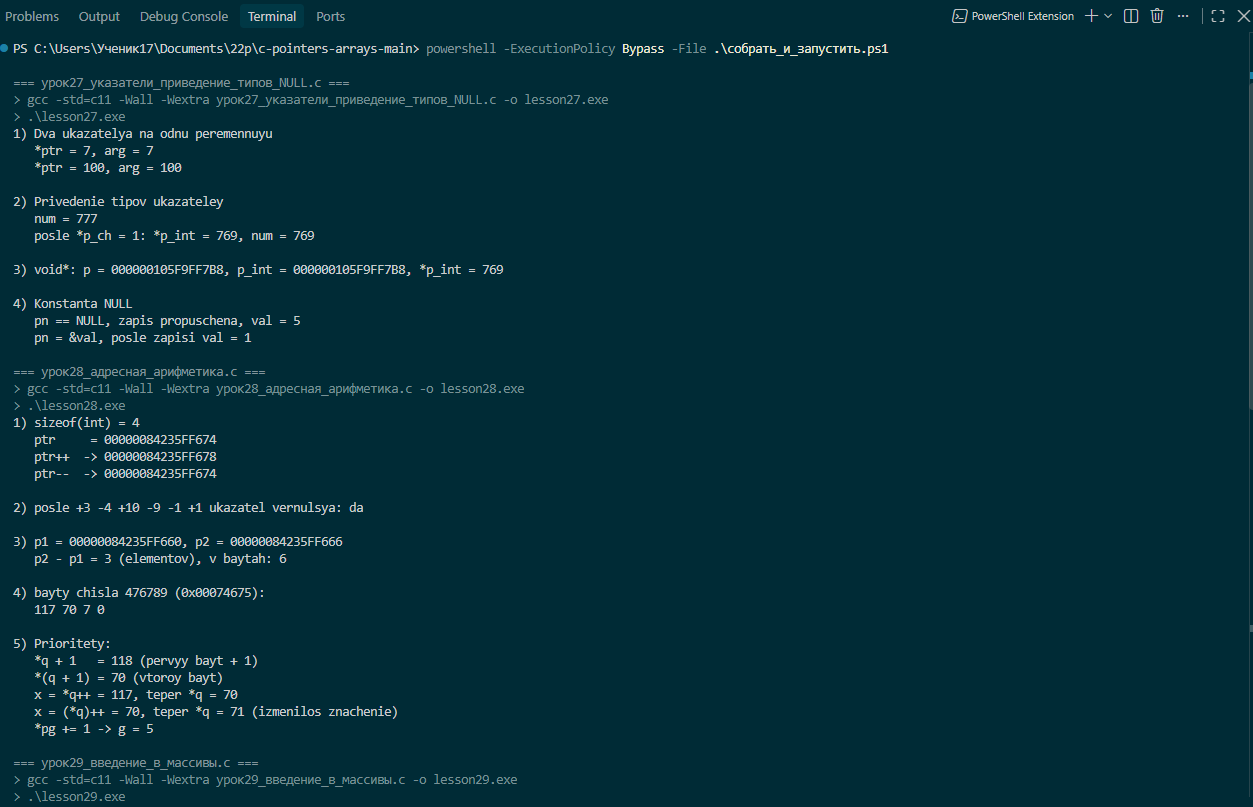 Problems Output Debug Console Terminal Ports PowerShell Extension
PS C:\Users\Ученик17\Documents\22p\c-pointers-arrays-main> powershell -ExecutionPolicy Bypass -File .\собрать_и_запустить.ps1
=== урок27_указатели_приведение_типов_NULL.c ===
> gcc -std=c11 -Wall -Wextra урок27_указатели_приведение_типов_NULL.c -o lesson27.exe
> .\lesson27.exe
1) Dva ukazatelya na odnu peremennuyu
   *ptr = 7, arg = 7
   *ptr = 100, arg = 100
2) Privedenie tipov ukazateley
   num = 777
   posle *p_ch = 1: *p_int = 769, num = 769
3) void*: p = 000000105F9FF7B8, p_int = 000000105F9FF7B8, *p_int = 769
4) Konstanta NULL
   pn == NULL, zapis propuschena, val = 5
   pn = &val, posle zapisi val = 1
=== урок28_адресная_арифметика.c ===
> gcc -std=c11 -Wall -Wextra урок28_адресная_арифметика.c -o lesson28.exe
> .\lesson28.exe
1) sizeof(int) = 4
   ptr     = 00000084235FF674
   ptr++  -> 00000084235FF678
   ptr--  -> 00000084235FF674
2) posle +3 -4 +10 -9 -1 +1 ukazatel vernulsya: da
3) p1 = 00000084235FF660, p2 = 00000084235FF666
   p2 - p1 = 3 (elementov), v baytah: 6
4) bayty chisla 476789 (0x00074675):
   117 70 7 0
5) Prioritety:
   *q + 1   = 118 (pervyy bayt + 1)
   *(q + 1) = 70 (vtoroy bayt)
   x = *q++ = 117, teper *q = 70
   x = (*q)++ = 70, teper *q = 71 (izmenilos znachenie)
   *pg += 1 -> g = 5
=== урок29_введение_в_массивы.c ===
> gcc -std=c11 -Wall -Wextra урок29_введение_в_массивы.c -o lesson29.exe
> .\lesson29.exe